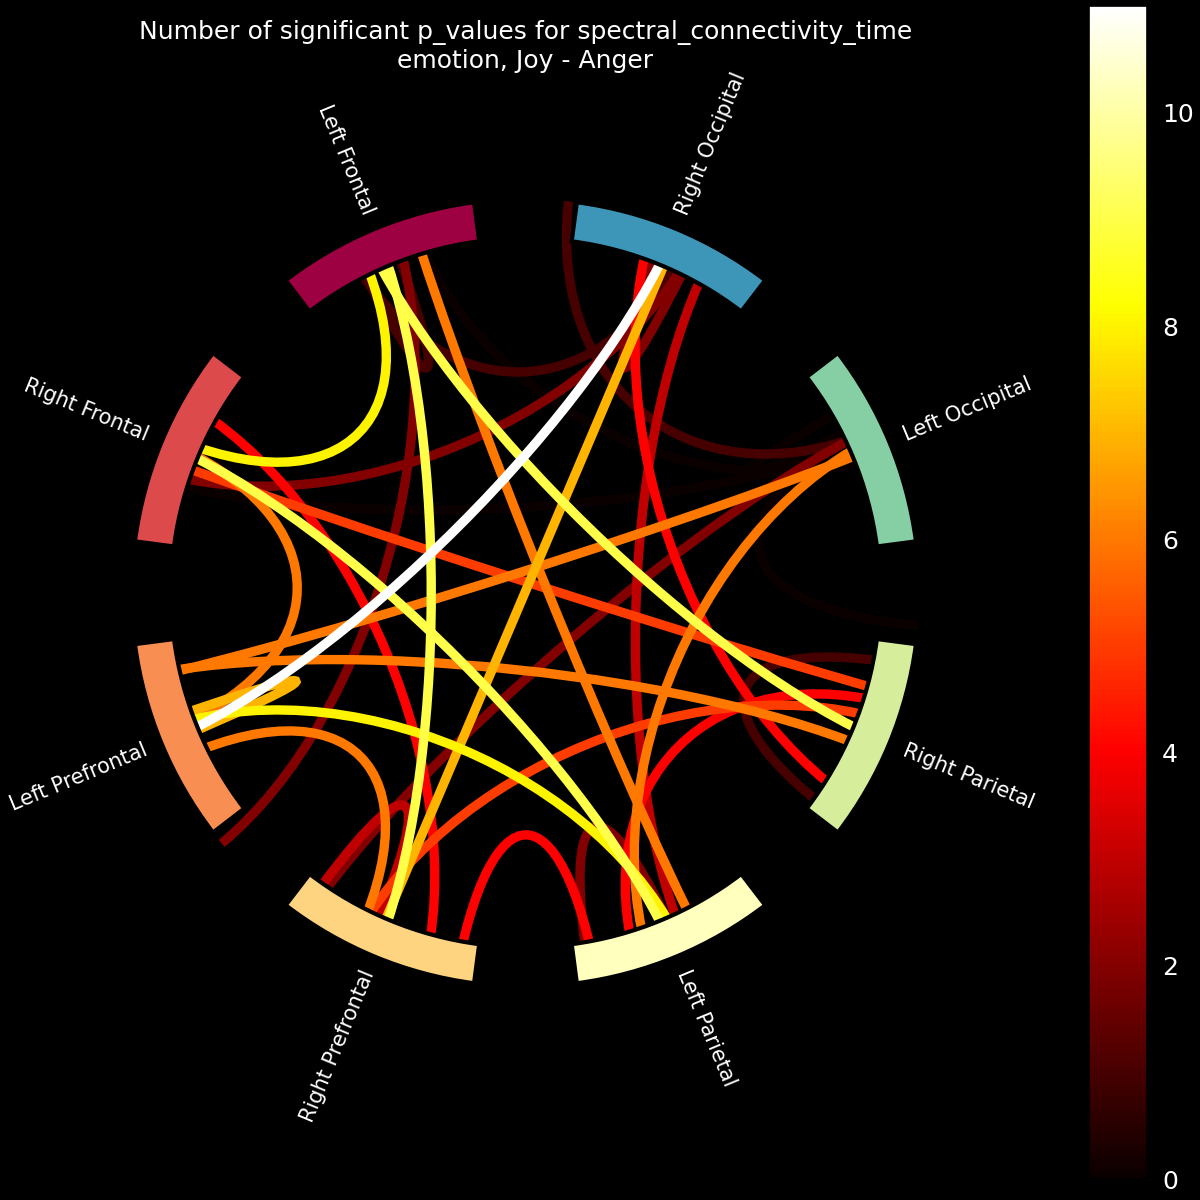 Number of significant p_values for spectral_connectivity_time
emotion, Joy - Anger
Left Frontal
Right Occipital
Right Frontal
Left Occipital
Left Prefrontal
Right Parietal
Right Prefrontal
Left Parietal
10
8
6
4
2
0